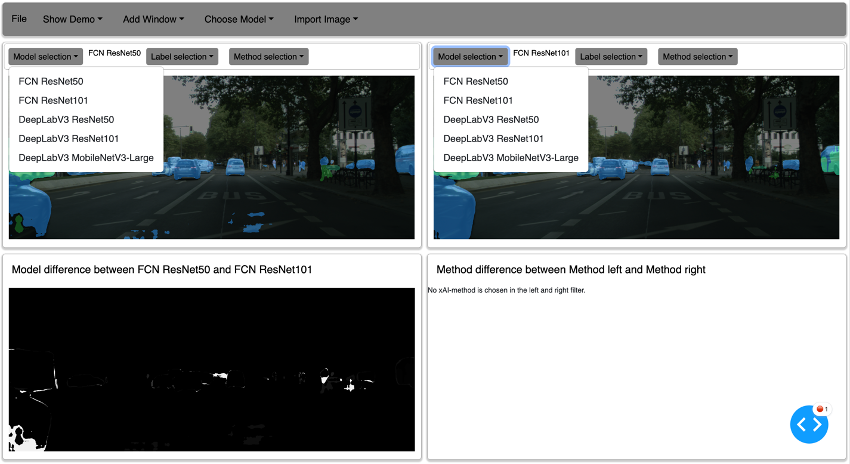 File Show Demo Add Window Choose Model Import Image
Model selection FCN ResNet50 Label selection Method selection
FCN ResNet50
FCN ResNet101
DeepLabV3 ResNet50
DeepLabV3 ResNet101
DeepLabV3 MobileNetV3-Large
BUS
Model selection FCN ResNet101 Label selection Method selection
FCN ResNet50
FCN ResNet101
DeepLabV3 ResNet50
DeepLabV3 ResNet101
DeepLabV3 MobileNetV3-Large
BUS
Model difference between FCN ResNet50 and FCN ResNet101
Method difference between Method left and Method right
No xAI-method is chosen in the left and right filter.
1